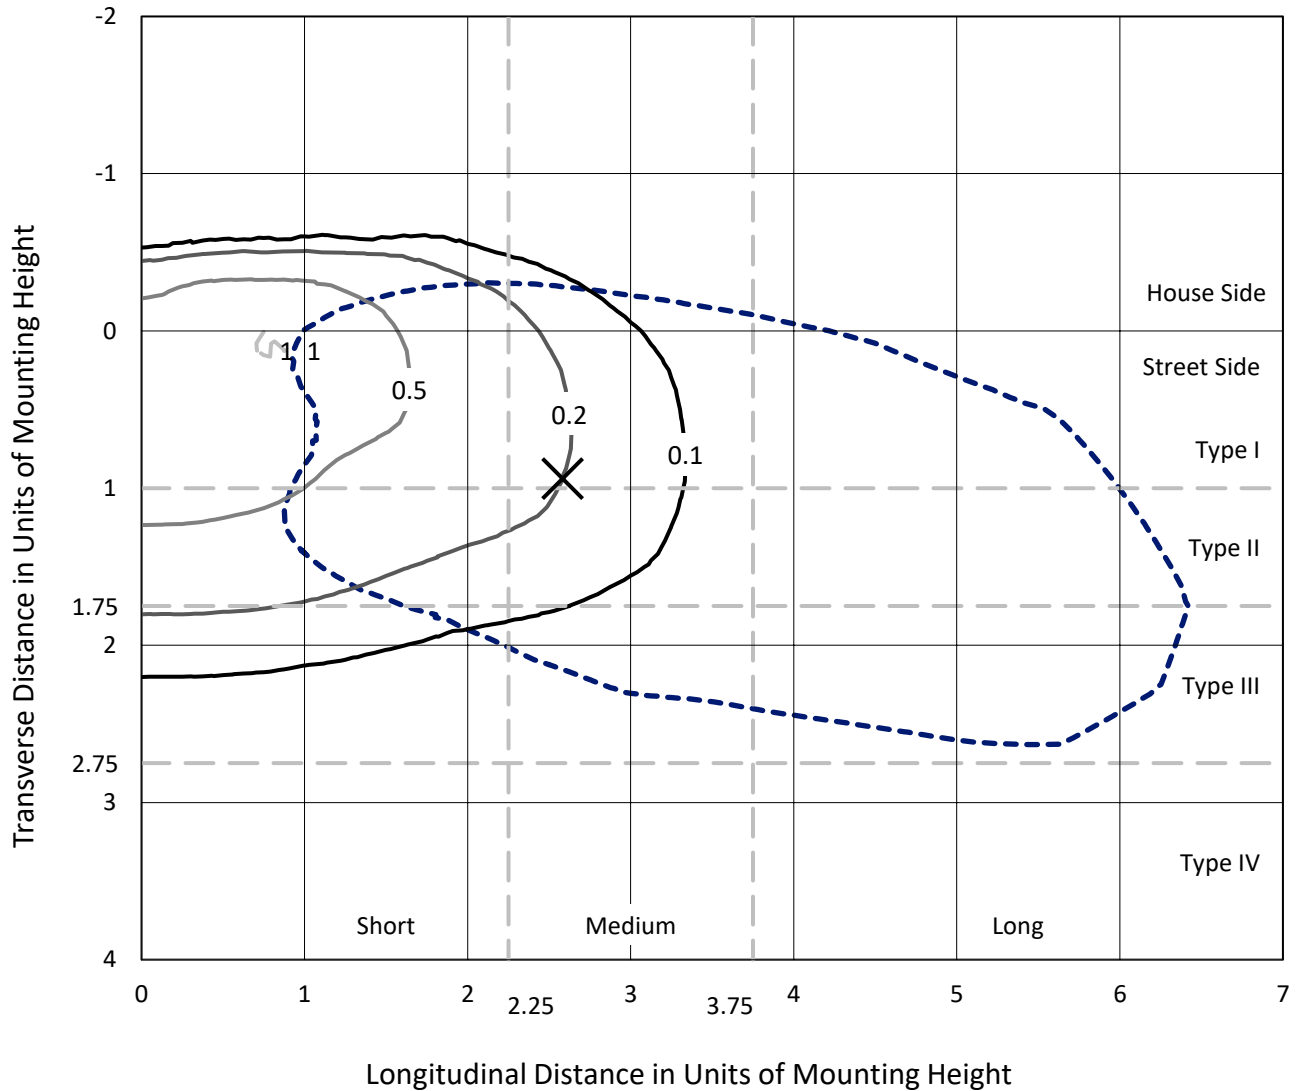 -2
-1
0
1
1.75
2
2.75
3
4
Transverse Distance in Units of Mounting Height
House Side
Street Side
1 1
0.5
0.2
0.1
Type I
Type II
Type III
Type IV
Short
Medium
Long
0
1
2
2.25
3
3.75
4
5
6
7
Longitudinal Distance in Units of Mounting Height